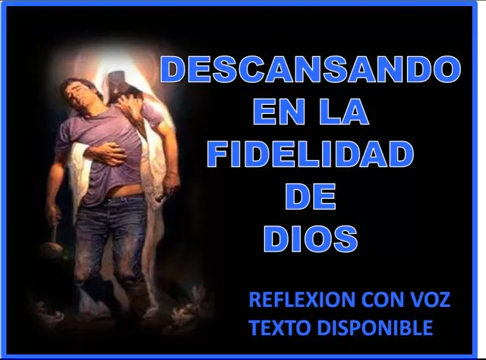 DESCANSANDO
EN LA
FIDELIDAD
DE
DIOS
REFLEXION CON VOZ
TEXTO DISPONIBLE